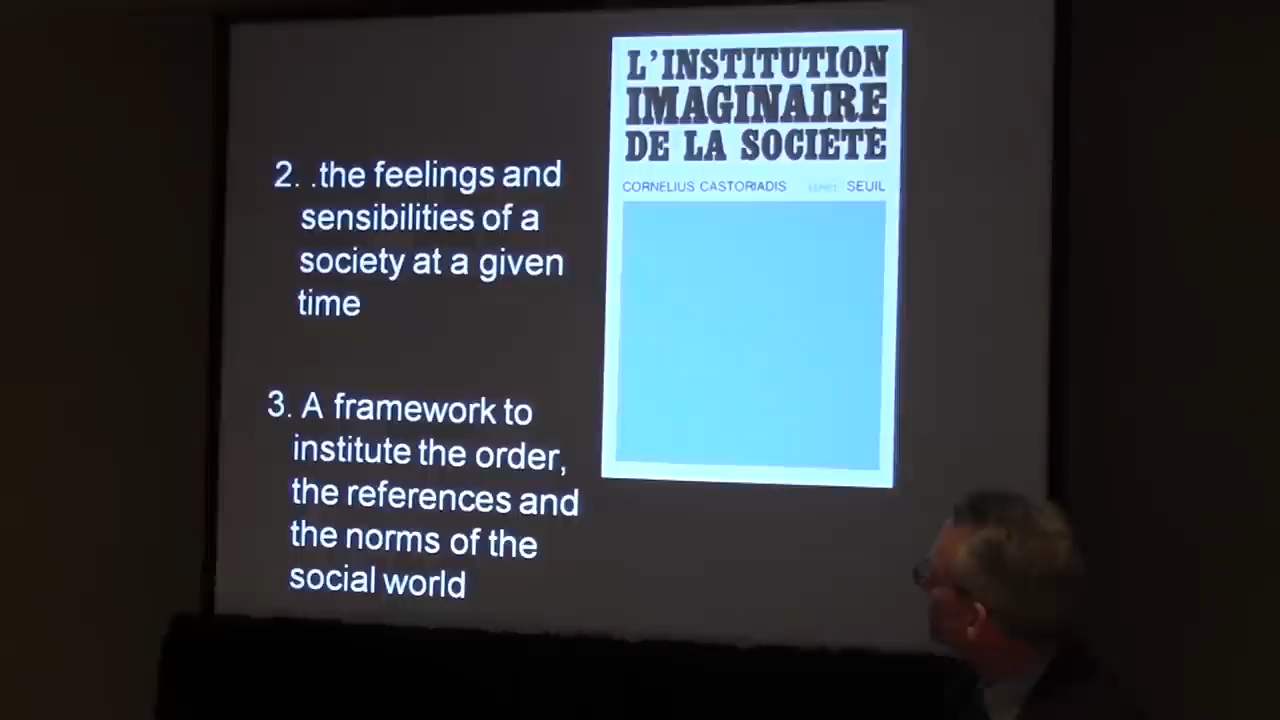 2. .the feelings and
sensibilities of a
society at a given
time
3. A framework to
institute the order,
the references and
the norms of the
social world
L'INSTITUTION
IMAGINAIRE
DE LA SOCIÉTÉ
CORNELIUS CASTORIADIS SEUIL